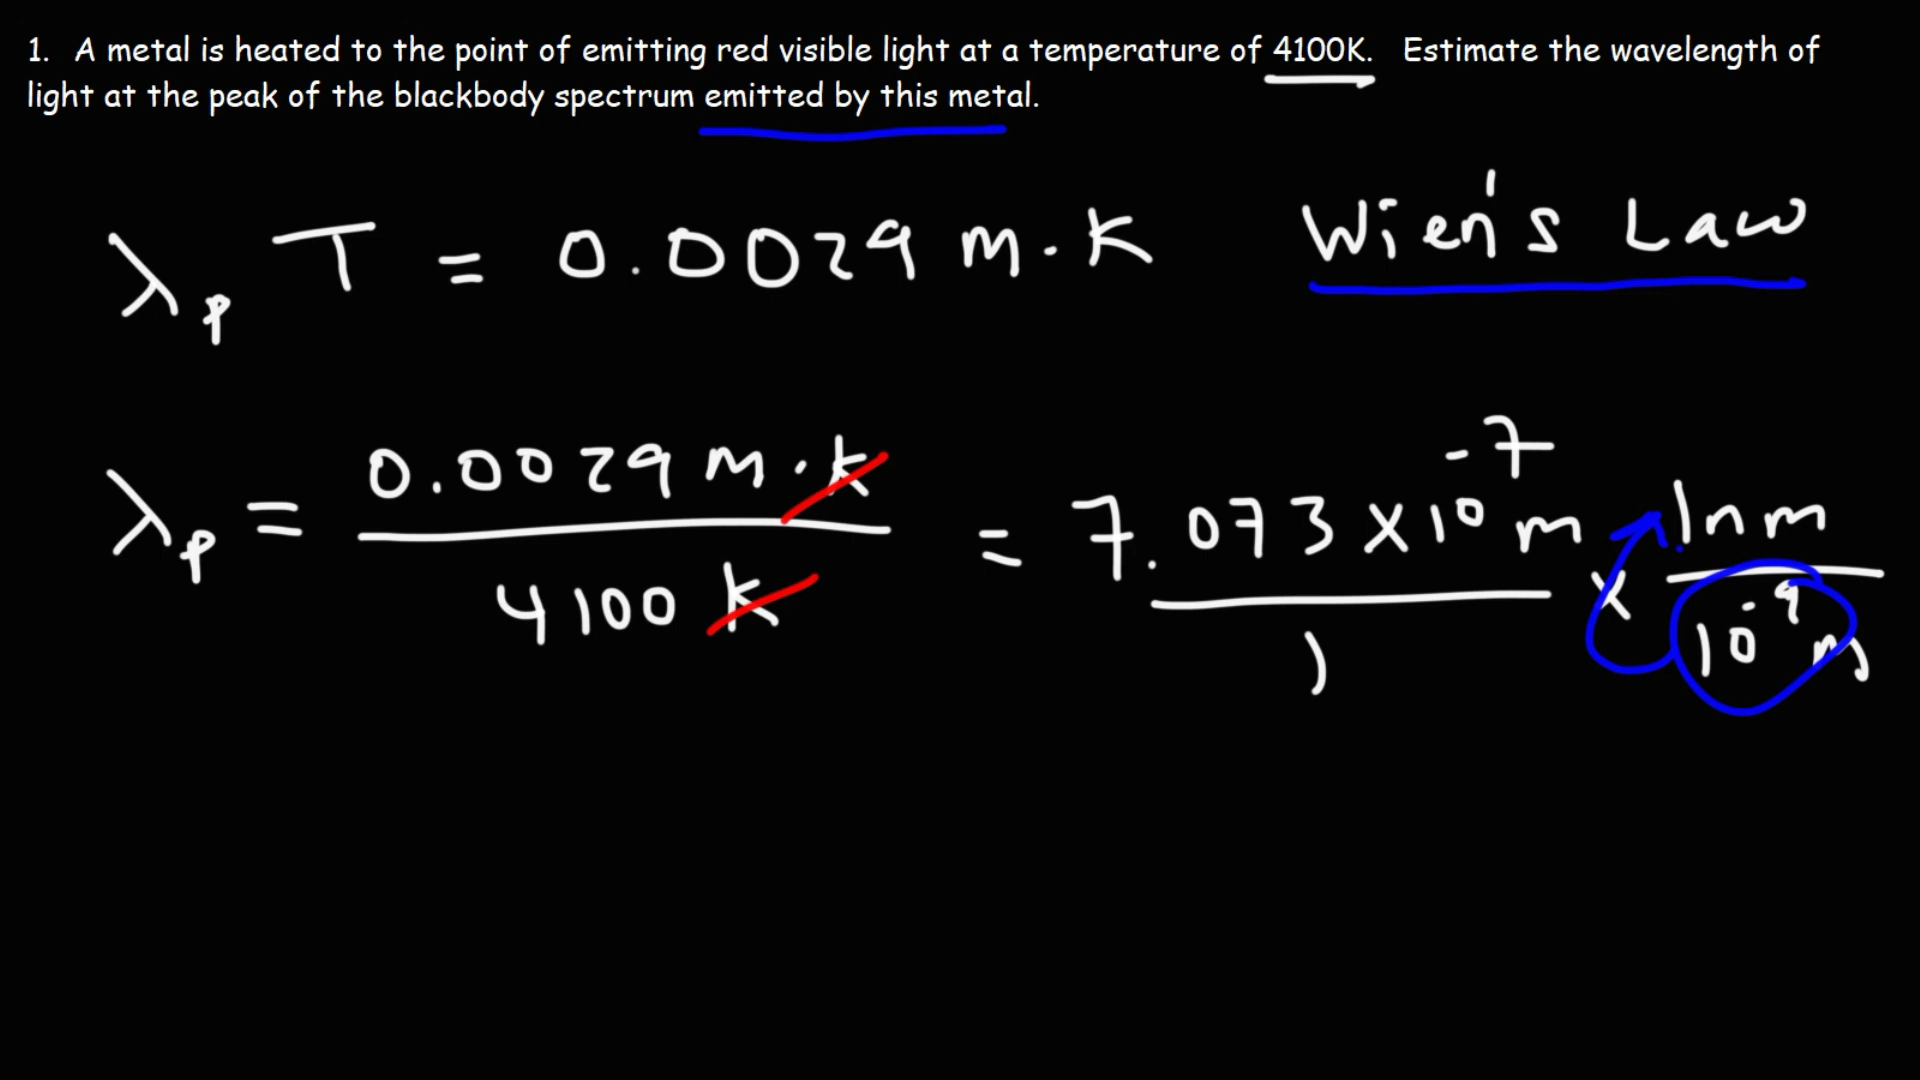 1. A metal is heated to the point of emitting red visible light at a temperature of 4100K. Estimate the wavelength of
light at the peak of the blackbody spectrum emitted by this metal.
λp T = 0.0029 m·K Wien's Law
λp = 0.0029 m·K / 4100 K = 7.073 x 10^-7 m / 1 x 1nm / 10^-9 m